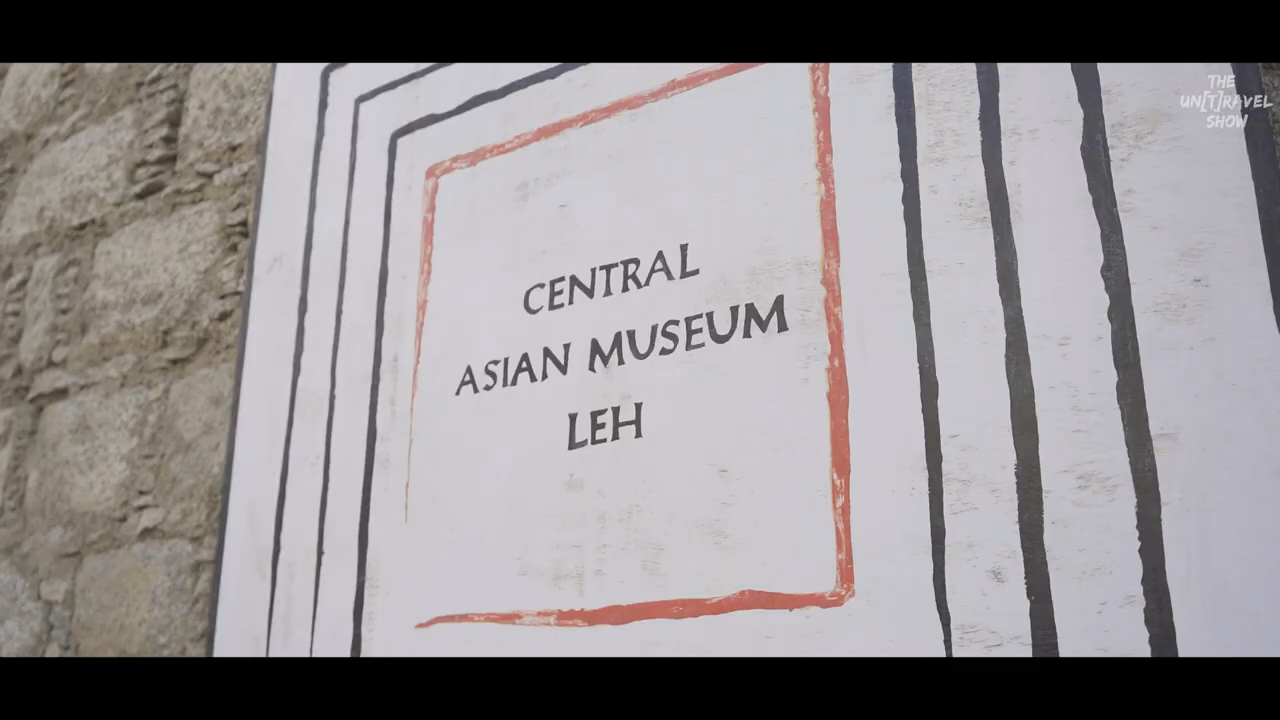 THE
UN[T]RAVEL
SHOW
CENTRAL
ASIAN MUSEUM
LEH